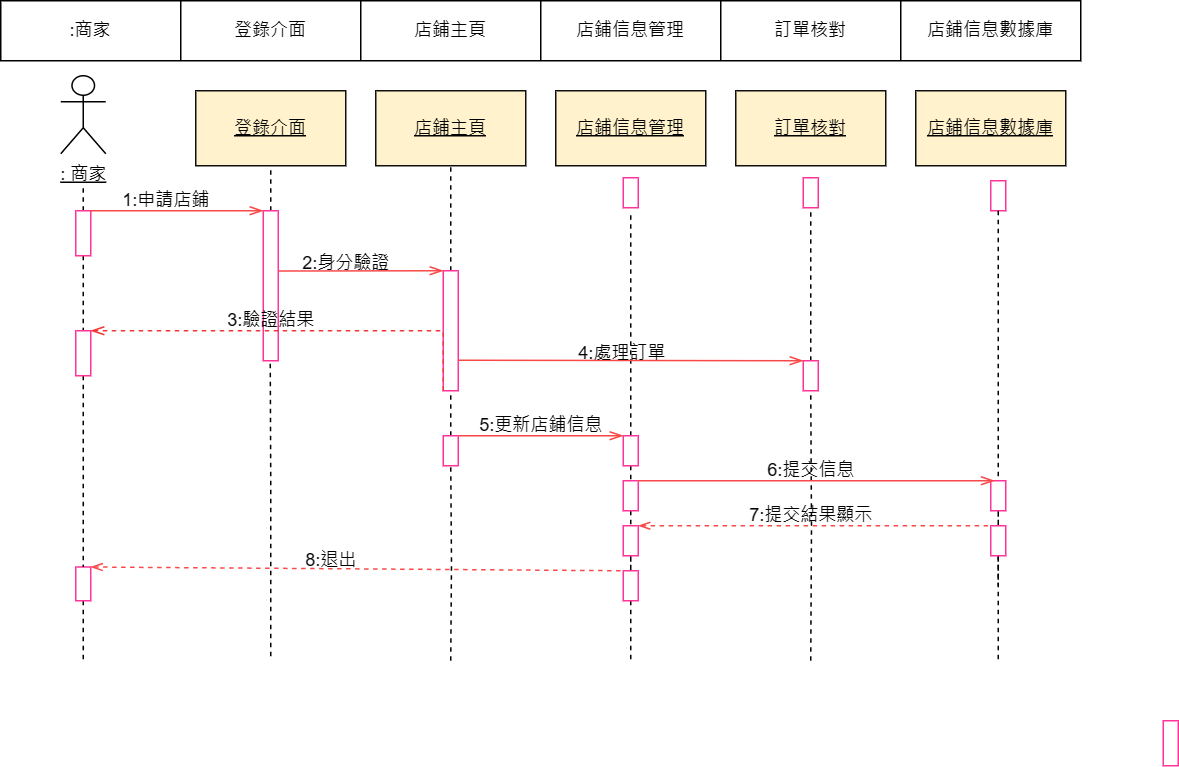 :商家
登錄介面
店鋪主頁
店鋪信息管理
訂單核對
店鋪信息數據庫
登錄介面
店鋪主頁
店鋪信息管理
訂單核對
店鋪信息數據庫
: 商家
1:申請店鋪
2:身分驗證
3:驗證結果
4:處理訂單
5:更新店鋪信息
6:提交信息
7:提交結果顯示
8:退出